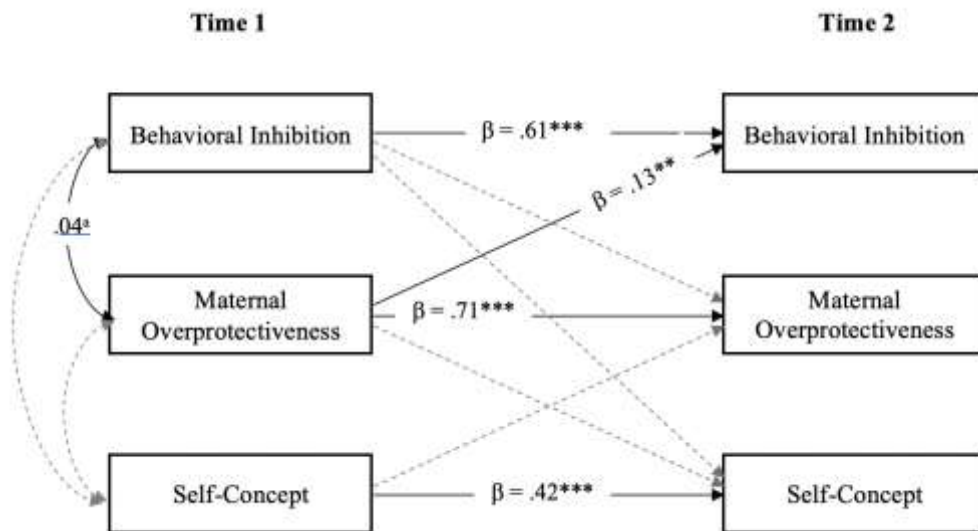 Time 1
Time 2
Behavioral Inhibition
β = .61***
Behavioral Inhibition
β = .13**
.04ᵃ
Maternal
Overprotectiveness
β = .71***
Maternal
Overprotectiveness
Self-Concept
β = .42***
Self-Concept